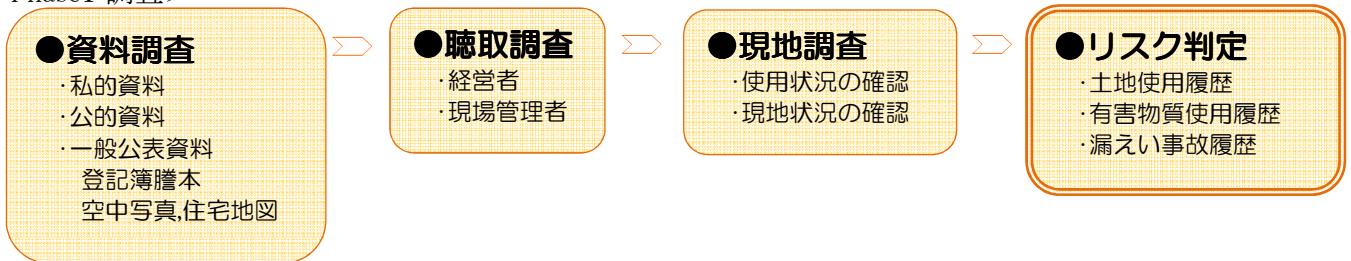 Phase1 調査>
●資料調査
・私的資料
・公的資料
・一般公表資料
登記簿謄本
空中写真,住宅地図
●聴取調査
・経営者
・現場管理者
●現地調査
・使用状況の確認
・現地状況の確認
●リスク判定
・土地使用履歴
・有害物質使用履歴
・漏えい事故履歴